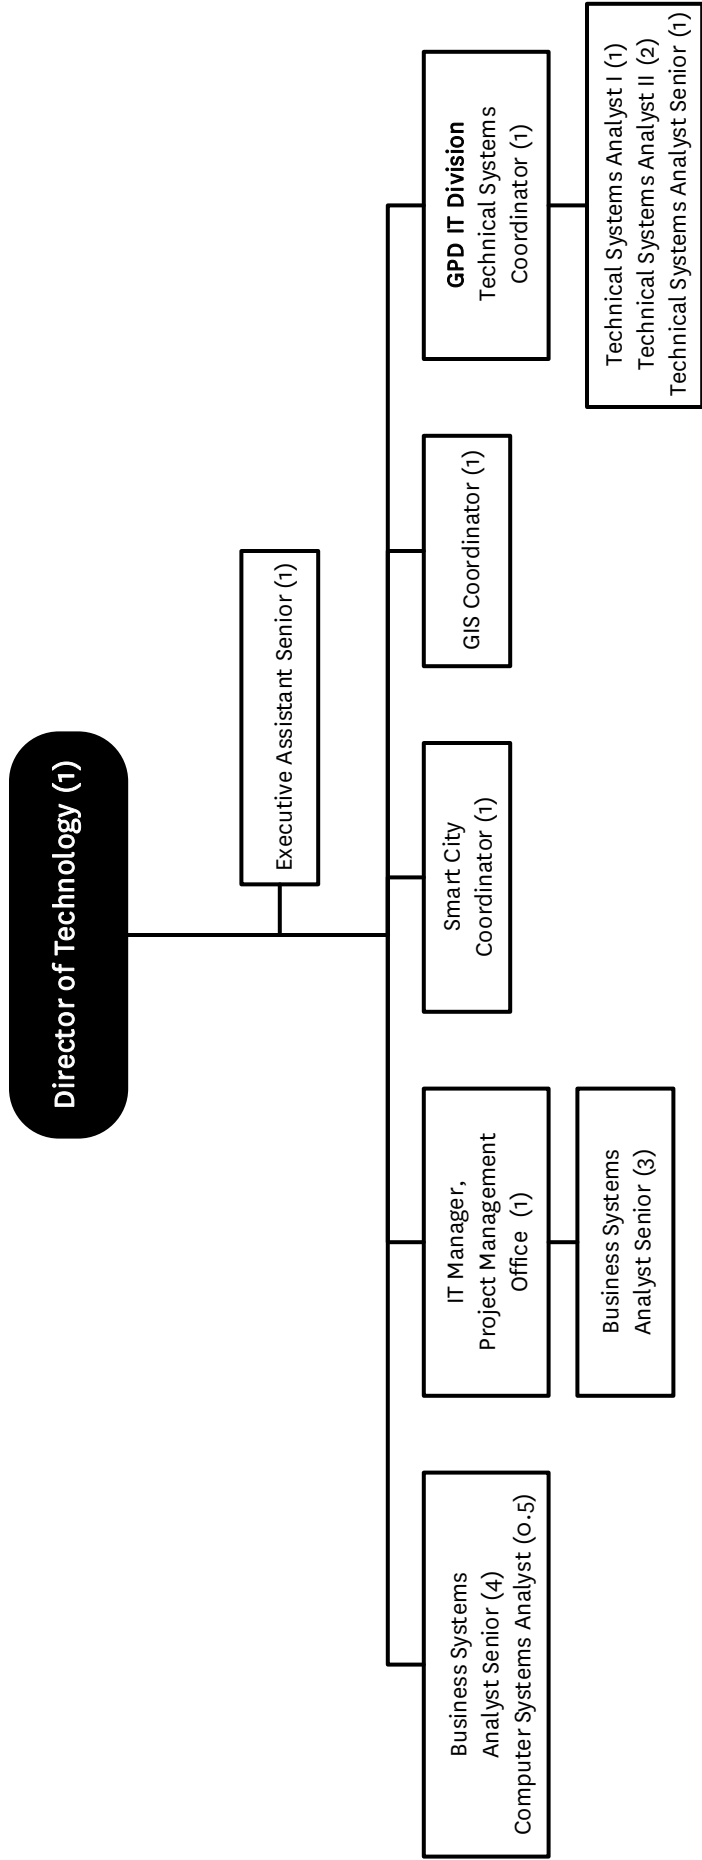 Director of Technology (1)
Executive Assistant Senior (1)
Business Systems
Analyst Senior (4)
Computer Systems Analyst (0.5)
IT Manager,
Project Management
Office (1)
Business Systems
Analyst Senior (3)
Smart City
Coordinator (1)
GIS Coordinator (1)
GPD IT Division
Technical Systems
Coordinator (1)
Technical Systems Analyst I (1)
Technical Systems Analyst II (2)
Technical Systems Analyst Senior (1)